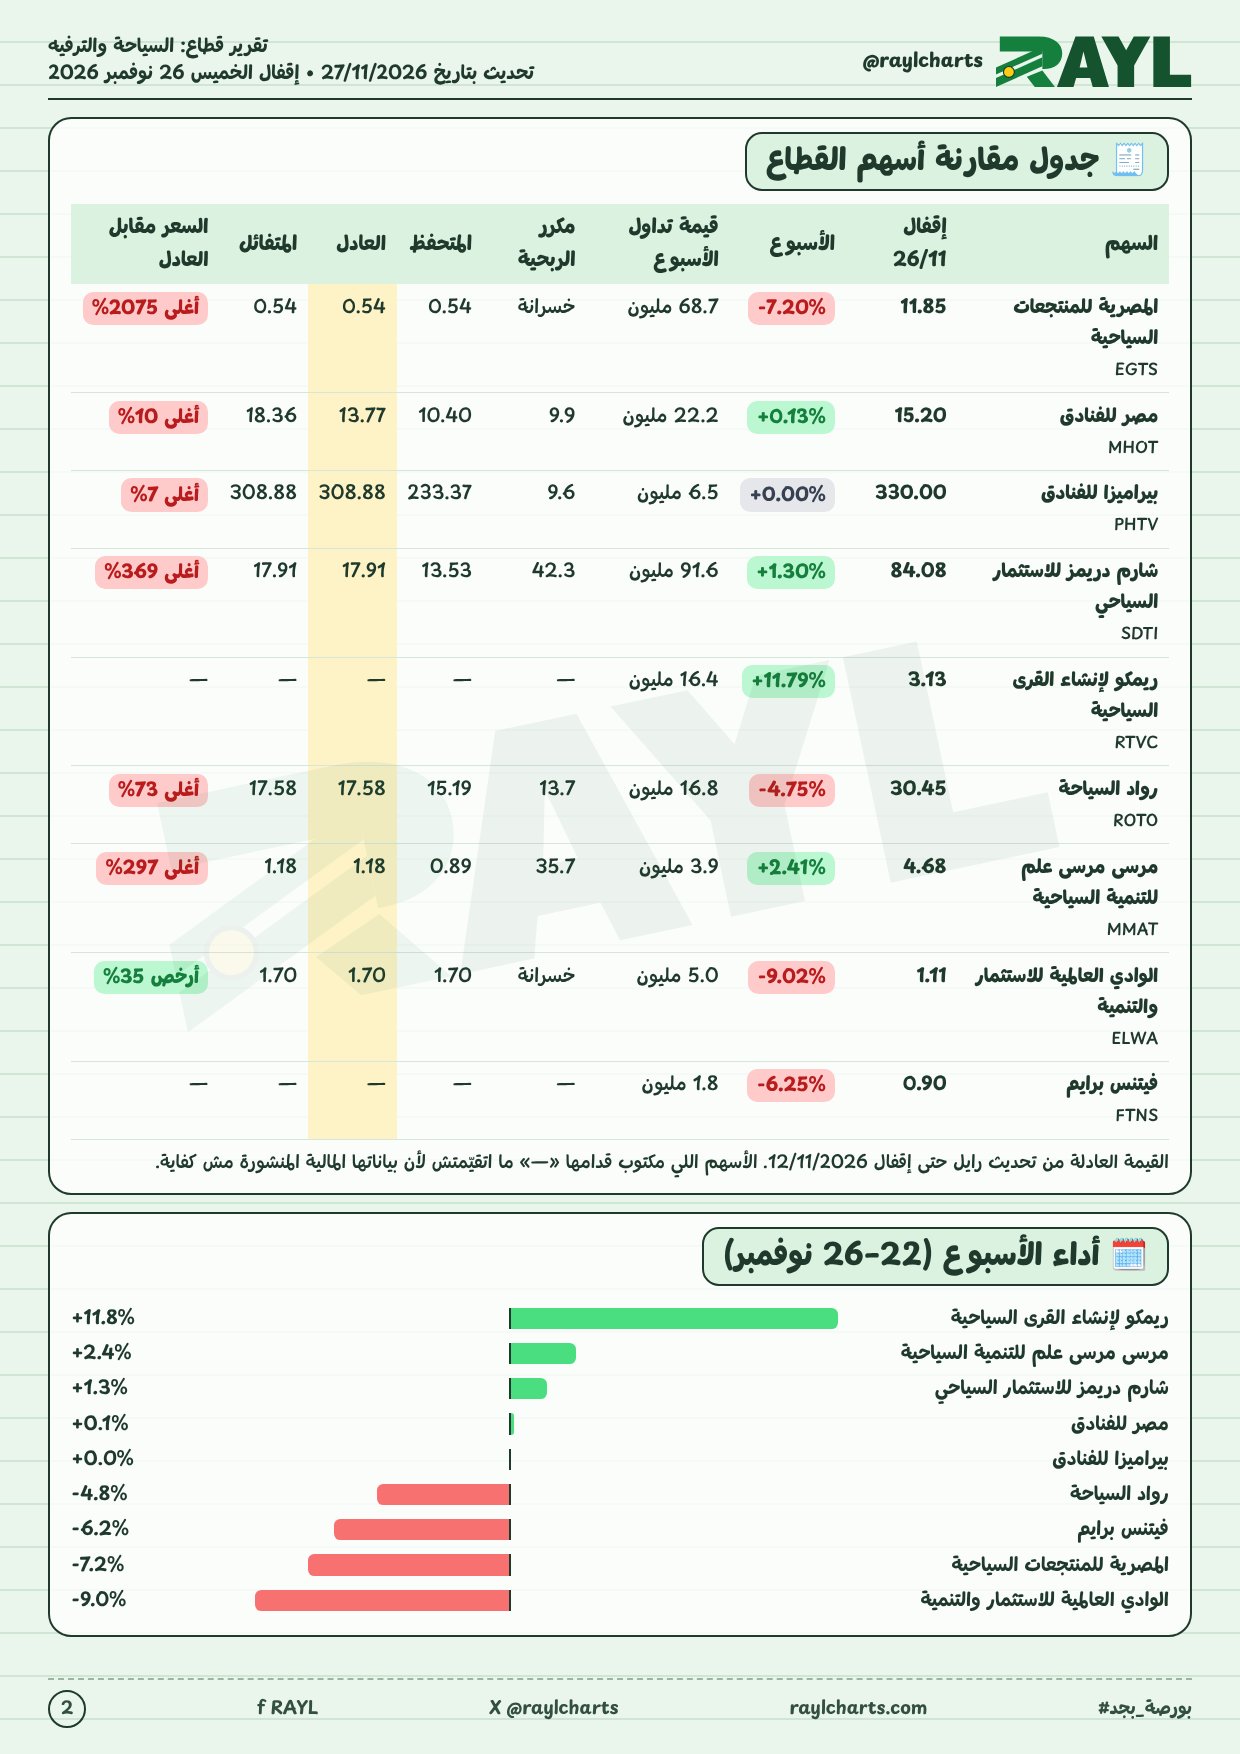 RAYL
@raylcharts
تقرير قطاع: السياحة والترفيه
تحديث بتاريخ 27/11/2026 • إقفال الخميس 26 نوفمبر 2026
جدول مقارنة أسهم القطاع
السهم إقفال 26/11 الأسبوع قيمة تداول الأسبوع مكرر الربحية المتحفظ العادل المتفائل السعر مقابل العادل
المصرية للمنتجعات السياحية EGTS 11.85 -7.20% 68.7 مليون خسرانة 0.54 0.54 0.54 أغلى 2075%
مصر للفنادق MHOT 15.20 +0.13% 22.2 مليون 9.9 10.40 13.77 18.36 أغلى 10%
بيراميزا للفنادق PHTV 330.00 +0.00% 6.5 مليون 9.6 233.37 308.88 308.88 أغلى 7%
شارم دريمز للاستثمار السياحي SDTI 84.08 +1.30% 91.6 مليون 42.3 13.53 17.91 17.91 أغلى 369%
ريمكو لإنشاء القرى السياحية RTVC 3.13 +11.79% 16.4 مليون — — — — —
رواد السياحة ROTO 30.45 -4.75% 16.8 مليون 13.7 15.19 17.58 17.58 أغلى 73%
مرسى مرسى علم للتنمية السياحية MMAT 4.68 +2.41% 3.9 مليون 35.7 0.89 1.18 1.18 أغلى 297%
الوادي العالمية للاستثمار والتنمية ELWA 1.11 -9.02% 5.0 مليون خسرانة 1.70 1.70 1.70 أرخص 35%
فيتنس برايم FTNS 0.90 -6.25% 1.8 مليون — — — — —
القيمة العادلة من تحديث رايل حتى إقفال 12/11/2026. الأسهم اللي مكتوب قدامها «—» ما اتقيّمتش لأن بياناتها المالية المنشورة مش كفاية.
أداء الأسبوع (22–26 نوفمبر)
ريمكو لإنشاء القرى السياحية +11.8%
مرسى مرسى علم للتنمية السياحية +2.4%
شارم دريمز للاستثمار السياحي +1.3%
مصر للفنادق +0.1%
بيراميزا للفنادق +0.0%
رواد السياحة -4.8%
فيتنس برايم -6.2%
المصرية للمنتجعات السياحية -7.2%
الوادي العالمية للاستثمار والتنمية -9.0%
#بورصة_بجد raylcharts.com X @raylcharts f RAYL 2